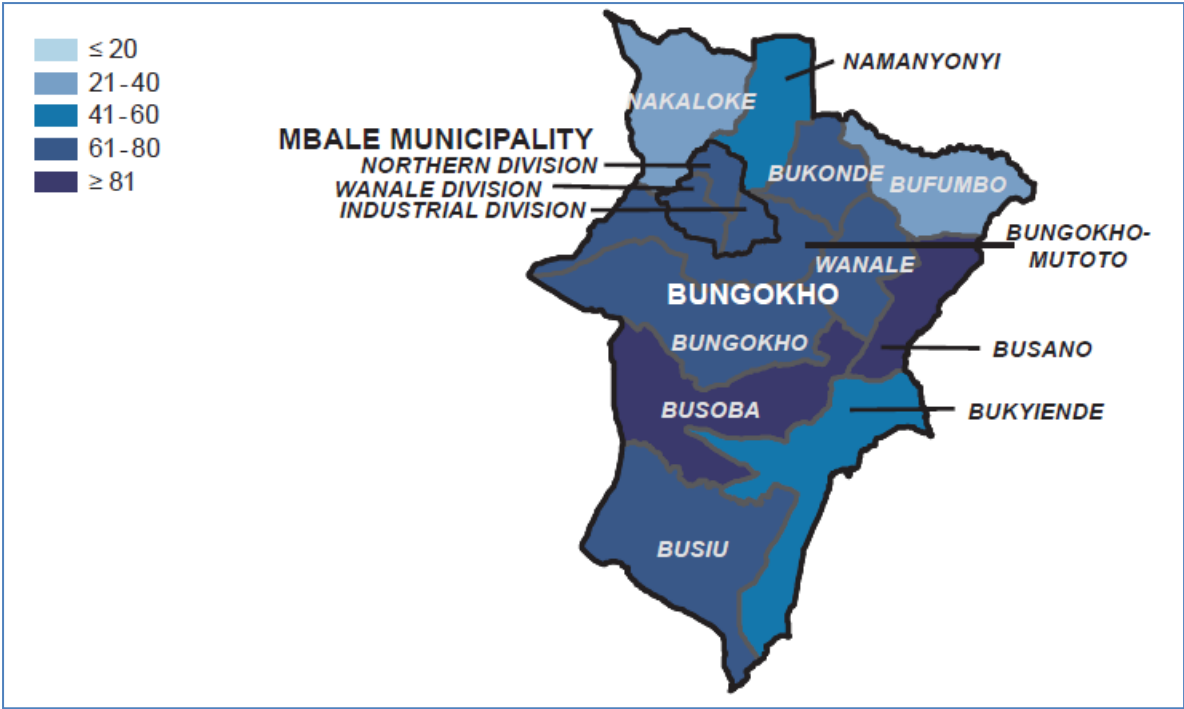 ≤ 20
21-40
41-60
61-80
≥ 81
NAMANYONYI
NAKALOKE
MBALE MUNICIPALITY
NORTHERN DIVISION
WANALE DIVISION
INDUSTRIAL DIVISION
BUKONDE
BUFUMBO
BUNGOKHO-
MUTOTO
WANALE
BUNGOKHO
BUNGOKHO
BUSANO
BUSOBA
BUKYIENDE
BUSIU